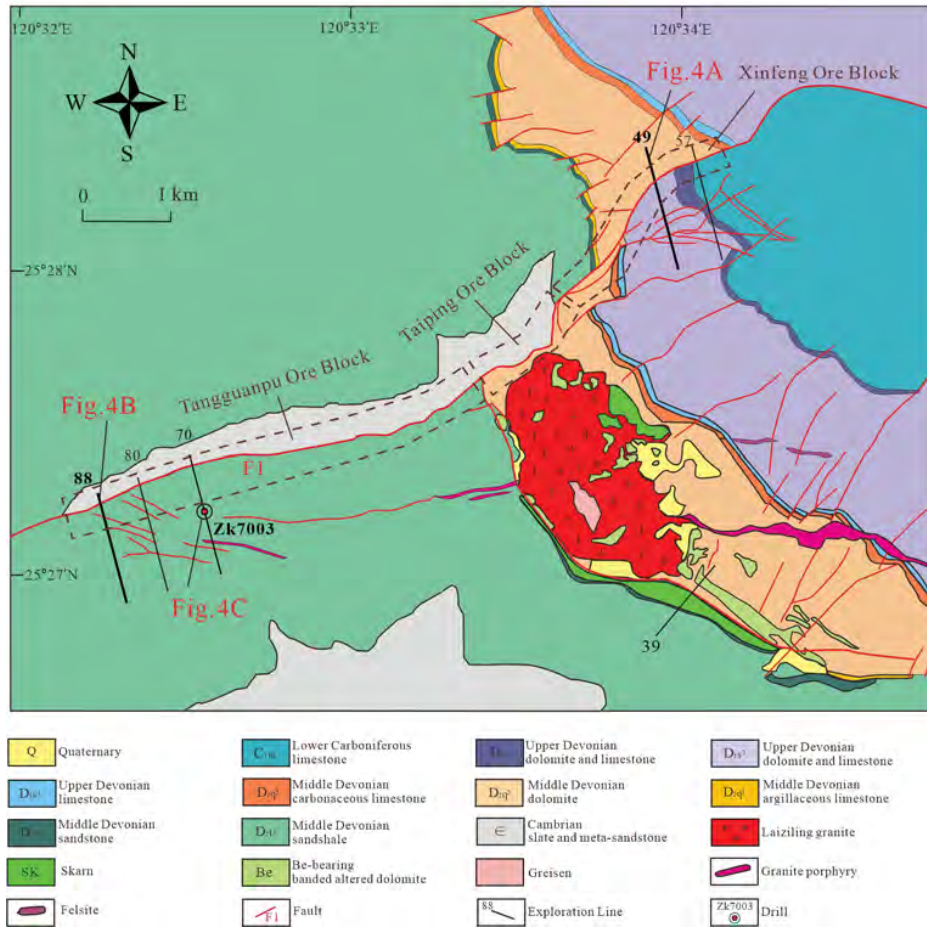 120°32′E
120°33′E
120°34′E
N
W
E
S
0
1 km
Fig.4A
Xinfeng Ore Block
49
57
25°28′N
Taiping Ore Block
Tangguanpu Ore Block
Fig.4B
70
80
88
F1
Zk7003
25°27′N
Fig.4C
39
Q
Quaternary
Lower Carboniferous
limestone
Upper Devonian
dolomite and limestone
Upper Devonian
dolomite and limestone
Upper Devonian
limestone
Middle Devonian
carbonaceous limestone
Middle Devonian
dolomite
Middle Devonian
argillaceous limestone
Middle Devonian
sandstone
Middle Devonian
sandshale
∈
Cambrian
slate and meta-sandstone
Laiziling granite
SK
Skarn
Be
Be-bearing
banded altered dolomite
Greisen
Granite porphyry
Felsite
F1
Fault
88
Exploration Line
Zk7003
Drill